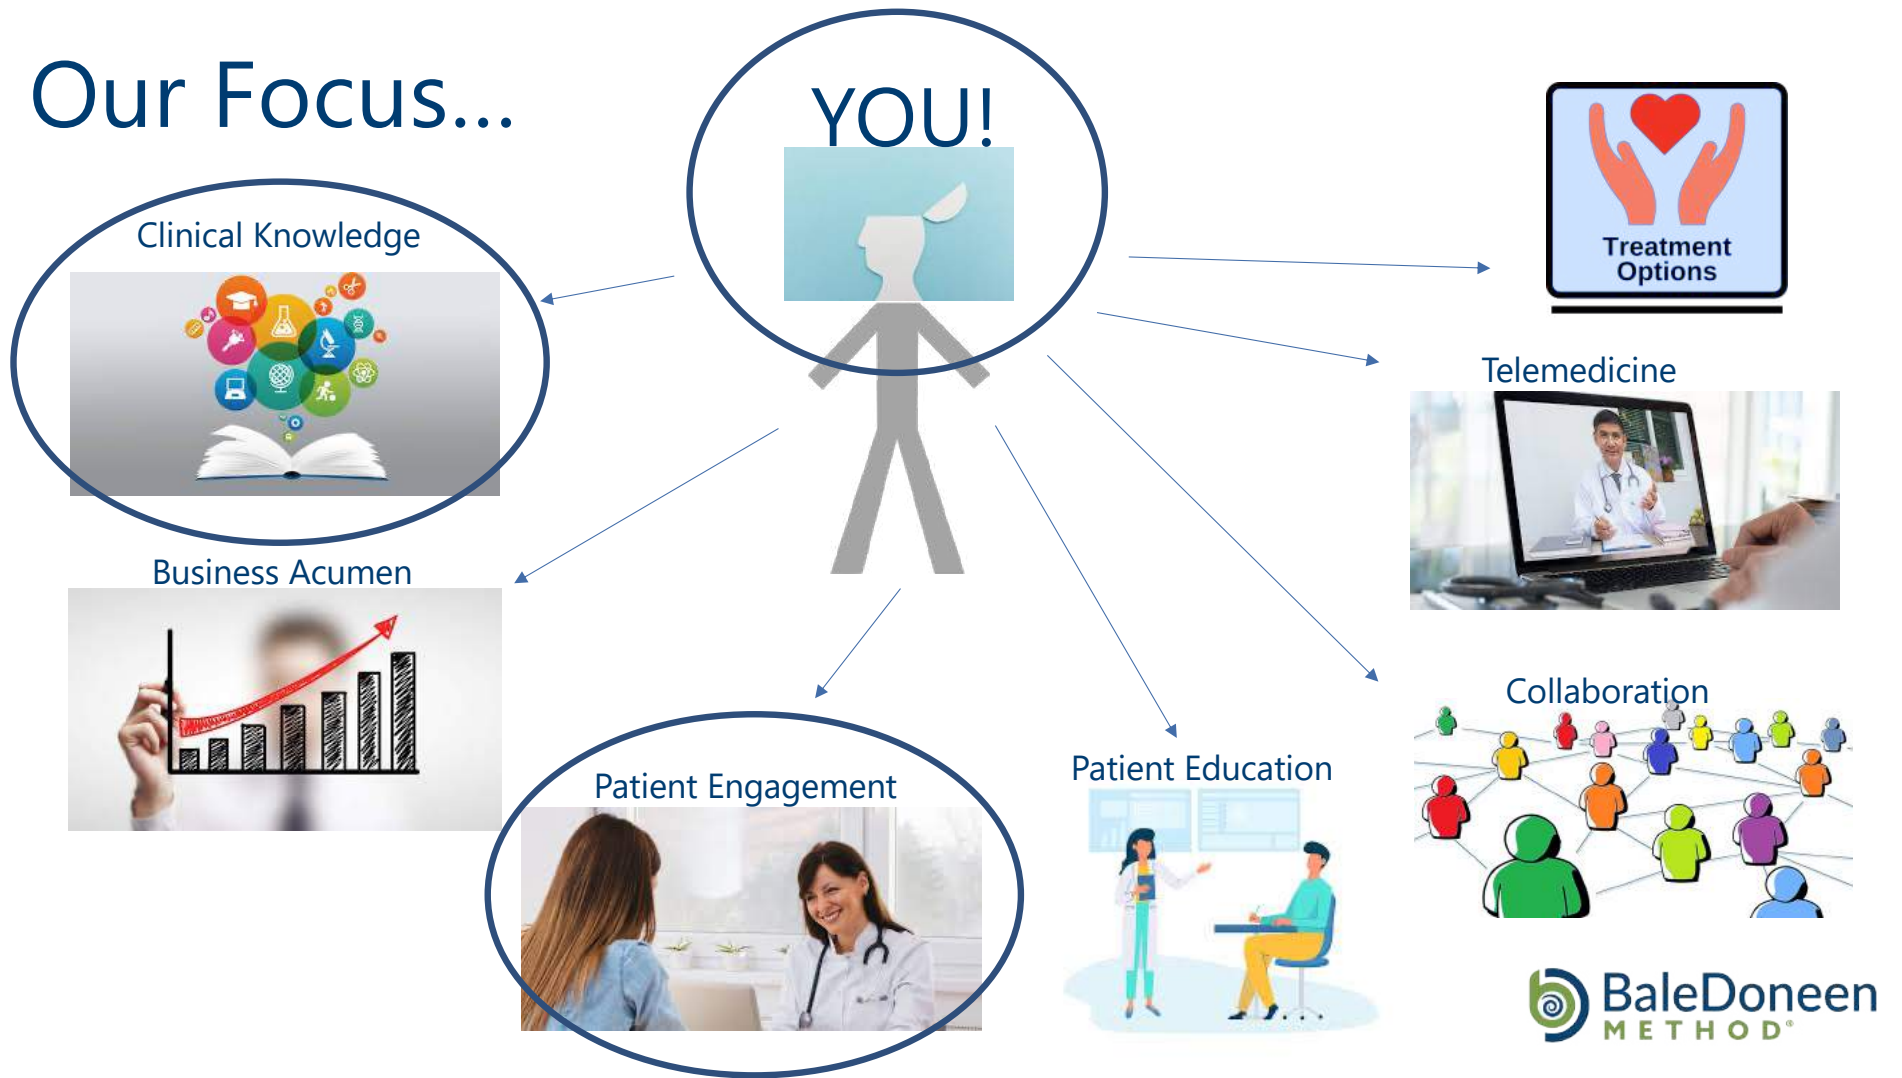 Our Focus...
YOU!
Clinical Knowledge
Treatment
Options
Telemedicine
Business Acumen
Collaboration
Patient Engagement
Patient Education
BaleDoneen
METHOD®